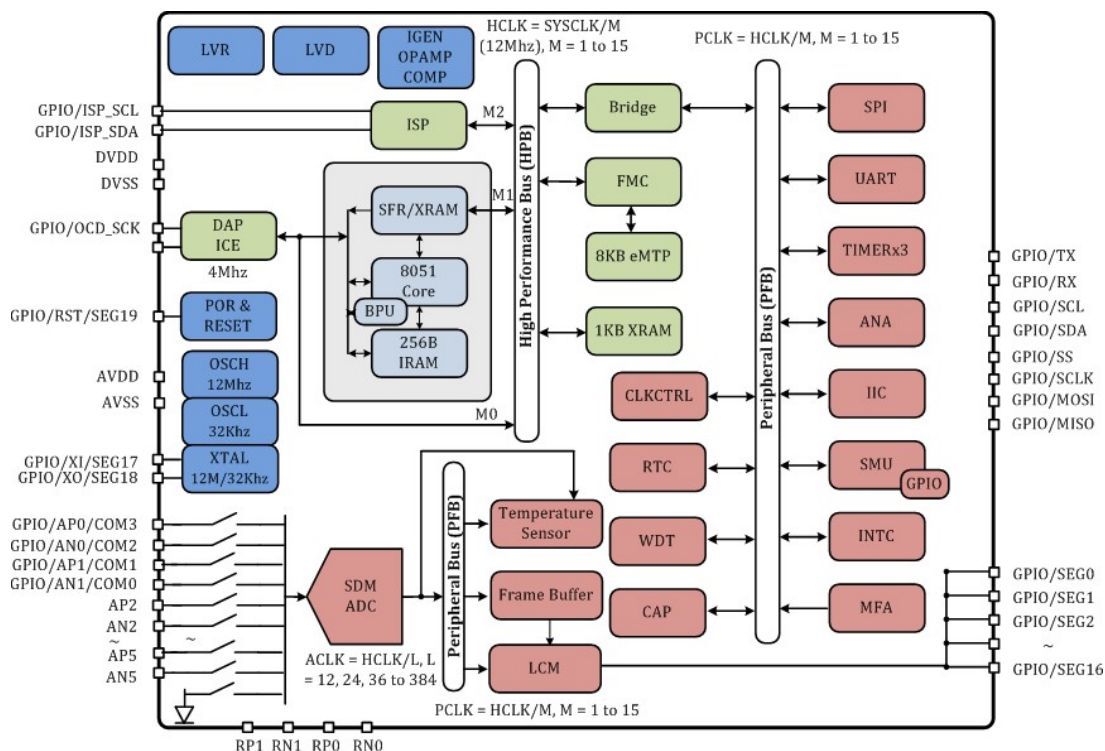 HCLK = SYSCLK/M
(12Mhz), M = 1 to 15
PCLK = HCLK/M, M = 1 to 15
LVR
LVD
IGEN
OPAMP
COMP
GPIO/ISP_SCL
GPIO/ISP_SDA
DVDD
DVSS
GPIO/OCD_SCK
GPIO/RST/SEG19
AVDD
AVSS
GPIO/XI/SEG17
GPIO/XO/SEG18
GPIO/AP0/COM3
GPIO/AN0/COM2
GPIO/AP1/COM1
GPIO/AN1/COM0
AP2
AN2
~
~
AP5
AN5
ISP
M2
DAP
ICE
4Mhz
POR &
RESET
OSCH
12Mhz
OSCL
32Khz
XTAL
12M/32Khz
SFR/XRAM
M1
8051
Core
BPU
256B
IRAM
M0
High Performance Bus (HPB)
Bridge
FMC
8KB eMTP
1KB XRAM
CLKCTRL
RTC
WDT
CAP
Peripheral Bus (PFB)
SPI
UART
TIMERx3
ANA
IIC
SMU
GPIO
INTC
MFA
GPIO/TX
GPIO/RX
GPIO/SCL
GPIO/SDA
GPIO/SS
GPIO/SCLK
GPIO/MOSI
GPIO/MISO
GPIO/SEG0
GPIO/SEG1
GPIO/SEG2
~
GPIO/SEG16
SDM
ADC
ACLK = HCLK/L, L
= 12, 24, 36 to 384
Peripheral Bus (PFB)
Temperature
Sensor
Frame Buffer
LCM
PCLK = HCLK/M, M = 1 to 15
RP1 RN1 RP0 RN0